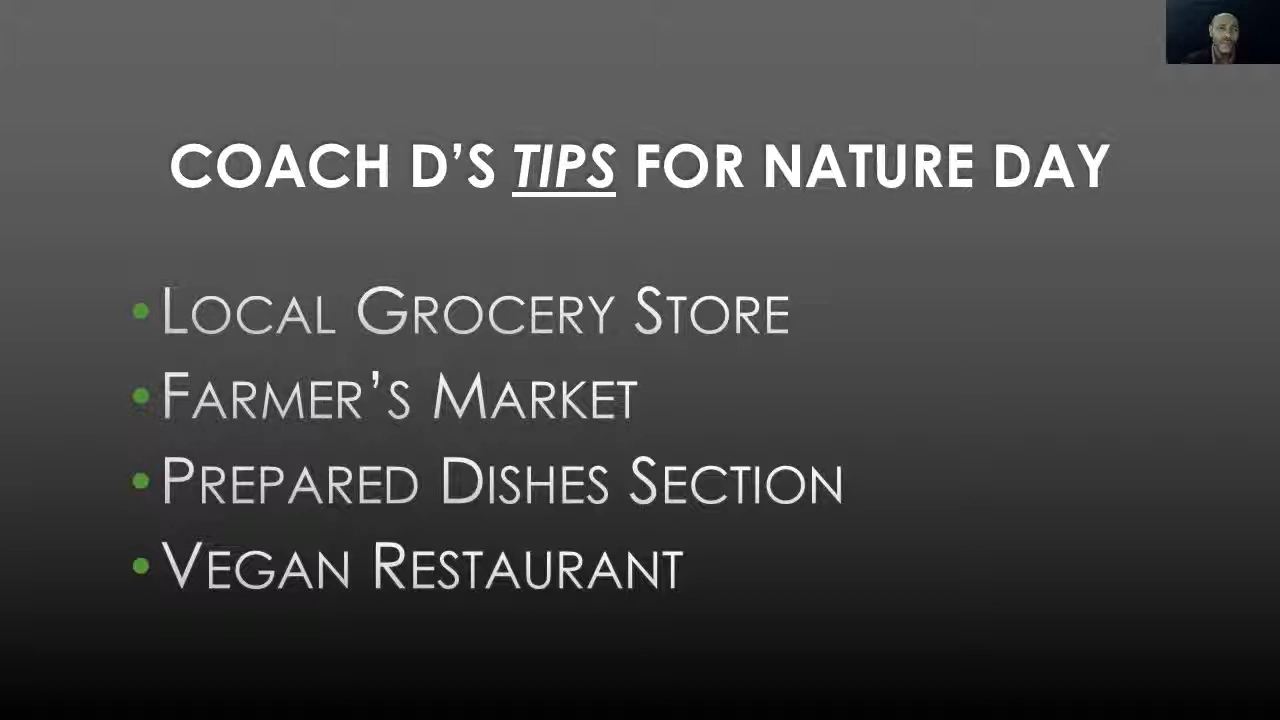 COACH D’S TIPS FOR NATURE DAY
• LOCAL GROCERY STORE
• FARMER’S MARKET
• PREPARED DISHES SECTION
• VEGAN RESTAURANT